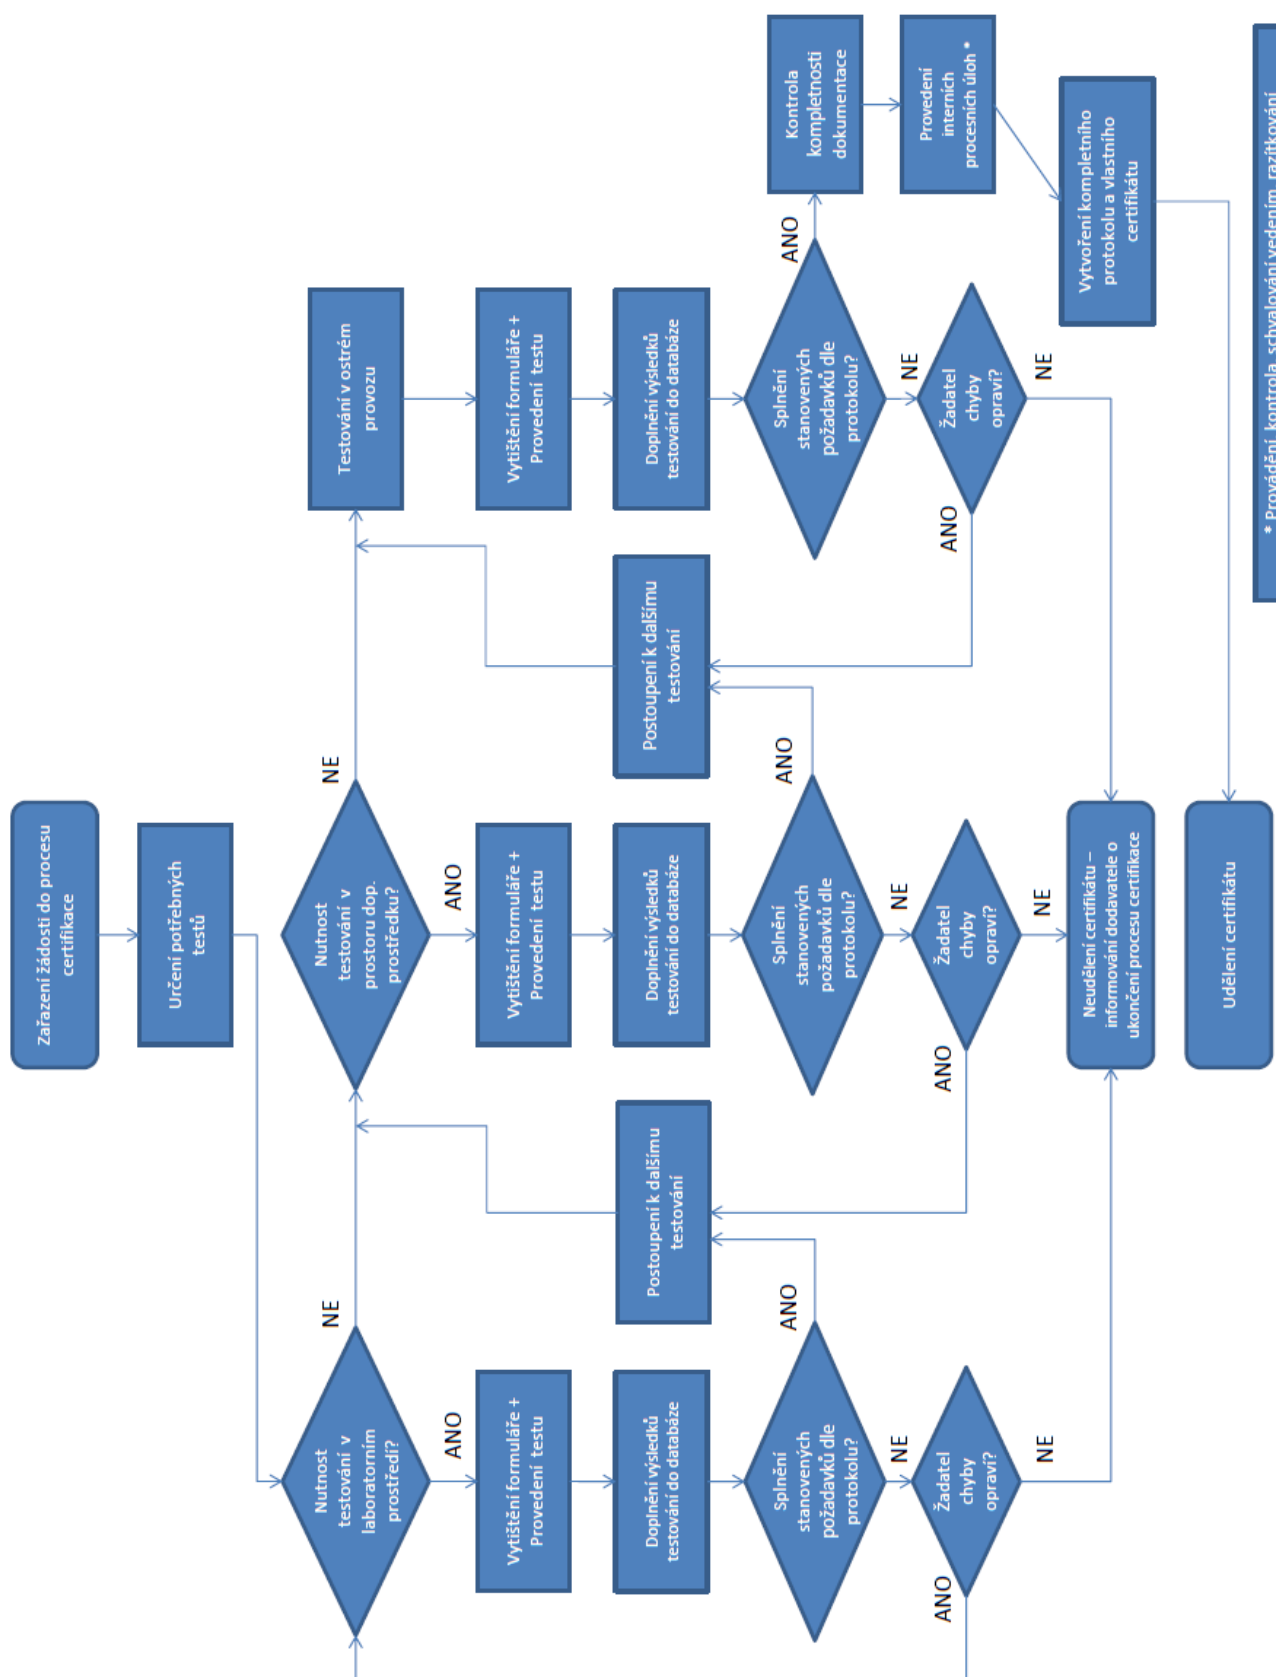 Zařazení žádosti do procesu
certifikace
Určení potřebných
testů
Nutnost
testování v
laboratorním
prostředí?
NE
ANO
Vytištění formuláře +
Provedení testu
Doplnění výsledků
testování do databáze
Splnění
stanovených
požadavků dle
protokolu?
ANO
NE
Žadatel
chyby
opraví?
ANO
NE
Postoupení k dalšímu
testování
Nutnost
testování v
prostoru dop.
prostředku?
NE
ANO
Vytištění formuláře +
Provedení testu
Doplnění výsledků
testování do databáze
Splnění
stanovených
požadavků dle
protokolu?
ANO
NE
Žadatel
chyby
opraví?
ANO
NE
Postoupení k dalšímu
testování
Testování v ostrém
provozu
Vytištění formuláře +
Provedení testu
Doplnění výsledků
testování do databáze
Splnění
stanovených
požadavků dle
protokolu?
ANO
NE
Žadatel
chyby
opraví?
ANO
NE
Kontrola
kompletnosti
dokumentace
Provedení
interních
procesních úloh *
Vytvoření kompletního
protokolu a vlastního
certifikátu
Neudělení certifikátu –
informování dodavatele o
ukončení procesu certifikace
Udělení certifikátu
* Provádění, kontrola, schvalování vedením, razítkování